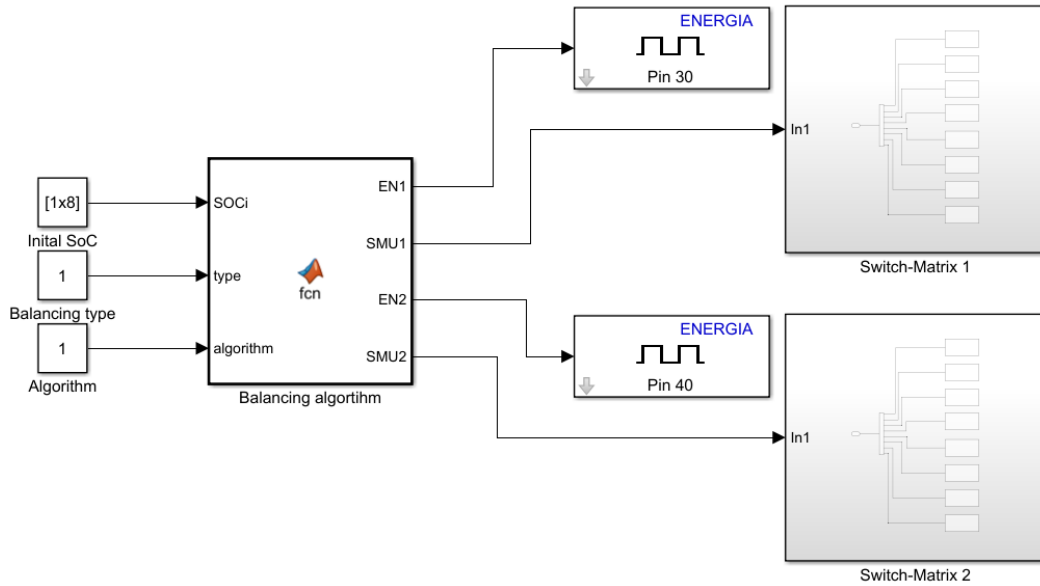 ENERGIA
Pin 30
In1
Switch-Matrix 1
[1x8]
Inital SoC
1
Balancing type
1
Algorithm
SOCi
type
algorithm
fcn
EN1
SMU1
EN2
SMU2
Balancing algortihm
ENERGIA
Pin 40
In1
Switch-Matrix 2